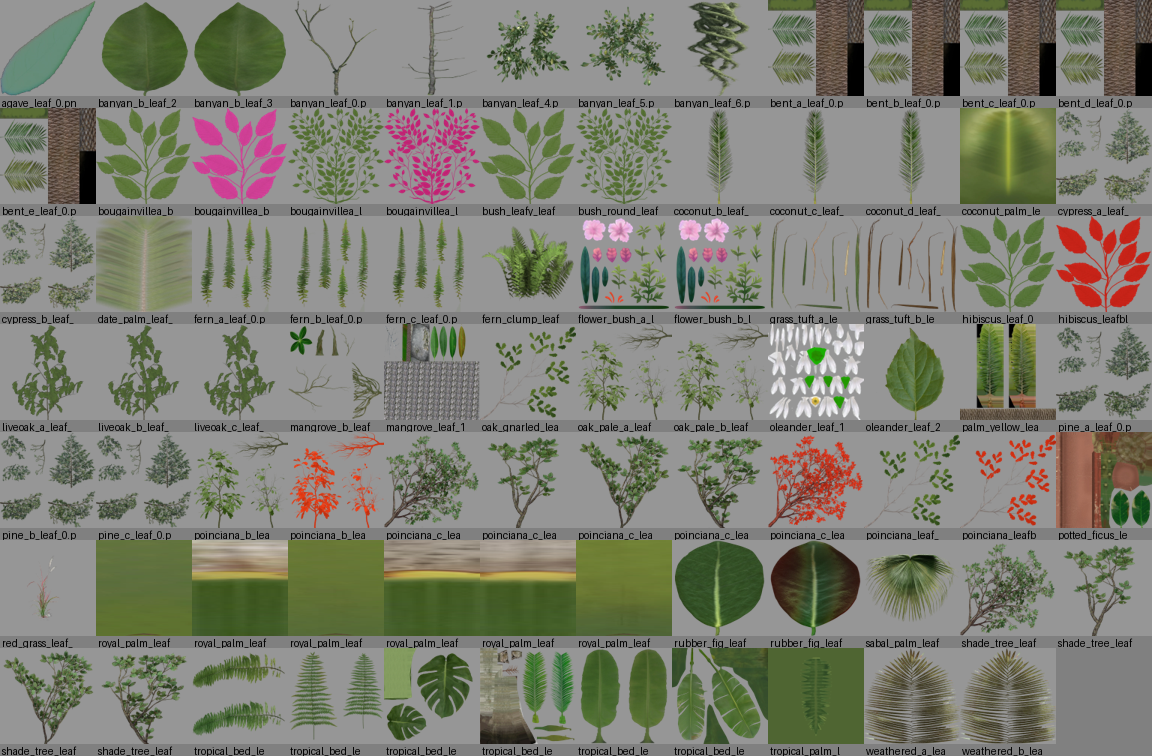 agave_leaf_0.pn banyan_b_leaf_2 banyan_b_leaf_3 banyan_leaf_0.p banyan_leaf_1.p banyan_leaf_4.p banyan_leaf_5.p banyan_leaf_6.p bent_a_leaf_0.p bent_b_leaf_0.p bent_c_leaf_0.p bent_d_leaf_0.p
bent_e_leaf_0.p bougainvillea_b bougainvillea_b bougainvillea_l bougainvillea_l bush_leafy_leaf bush_round_leaf coconut_b_leaf_ coconut_c_leaf_ coconut_d_leaf_ coconut_palm_le cypress_a_leaf_
cypress_b_leaf_ date_palm_leaf_ fern_a_leaf_0.p fern_b_leaf_0.p fern_c_leaf_0.p fern_clump_leaf flower_bush_a_l flower_bush_b_l grass_tuft_a_le grass_tuft_b_le hibiscus_leaf_0 hibiscus_leafbl
liveoak_a_leaf_ liveoak_b_leaf_ liveoak_c_leaf_ mangrove_b_leaf mangrove_leaf_1 oak_gnarled_lea oak_pale_a_leaf oak_pale_b_leaf oleander_leaf_1 oleander_leaf_2 palm_yellow_lea pine_a_leaf_0.p
pine_b_leaf_0.p pine_c_leaf_0.p poinciana_b_lea poinciana_b_lea poinciana_c_lea poinciana_c_lea poinciana_c_lea poinciana_c_lea poinciana_c_lea poinciana_leaf_ poinciana_leafb potted_ficus_le
red_grass_leaf_ royal_palm_leaf royal_palm_leaf royal_palm_leaf royal_palm_leaf royal_palm_leaf royal_palm_leaf rubber_fig_leaf rubber_fig_leaf sabal_palm_leaf shade_tree_leaf shade_tree_leaf
shade_tree_leaf shade_tree_leaf tropical_bed_le tropical_bed_le tropical_bed_le tropical_bed_le tropical_bed_le tropical_bed_le tropical_palm_l weathered_a_lea weathered_b_lea